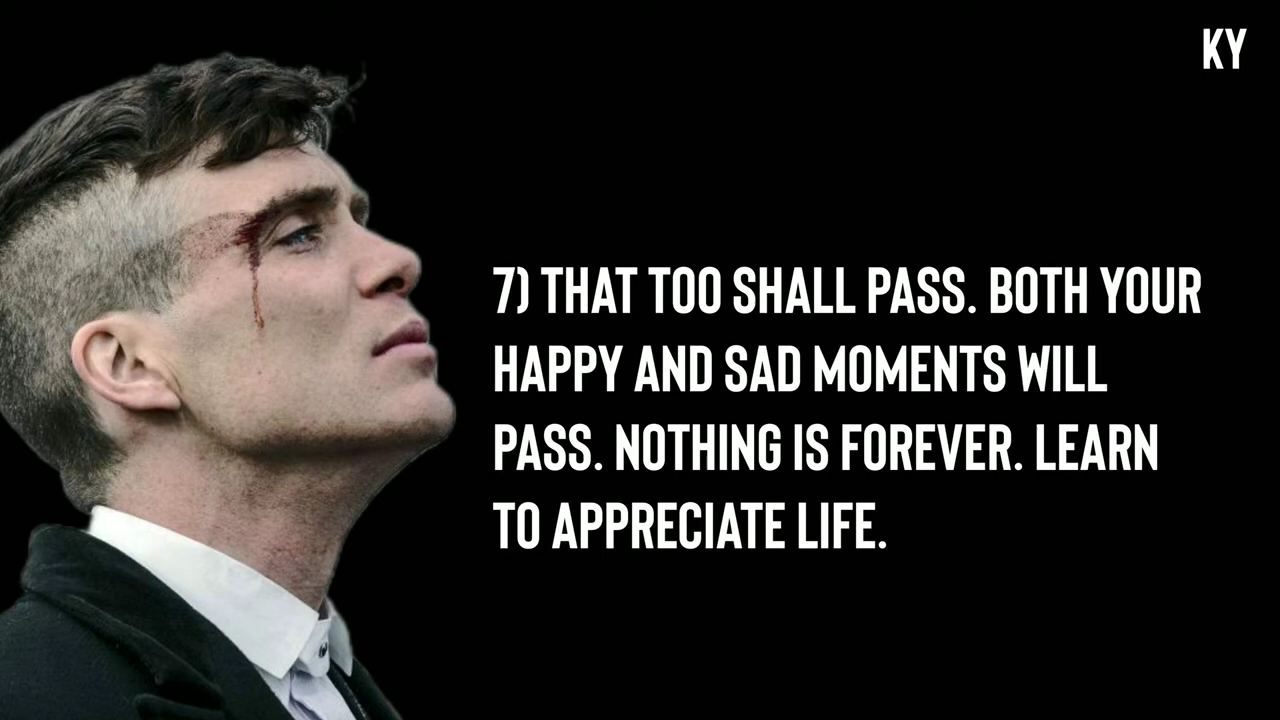 KY
7) THAT TOO SHALL PASS. BOTH YOUR
HAPPY AND SAD MOMENTS WILL
PASS. NOTHING IS FOREVER. LEARN
TO APPRECIATE LIFE.